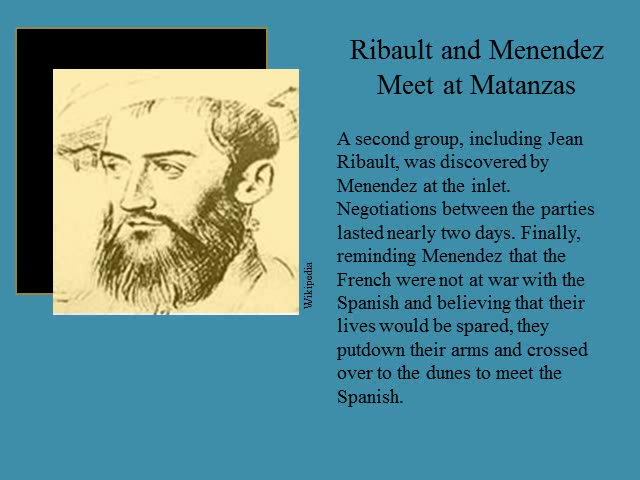 Ribault and Menendez
Meet at Matanzas
A second group, including Jean
Ribault, was discovered by
Menendez at the inlet.
Negotiations between the parties
lasted nearly two days. Finally,
reminding Menendez that the
French were not at war with the
Spanish and believing that their
lives would be spared, they
putdown their arms and crossed
over to the dunes to meet the
Spanish.
Wikipedia